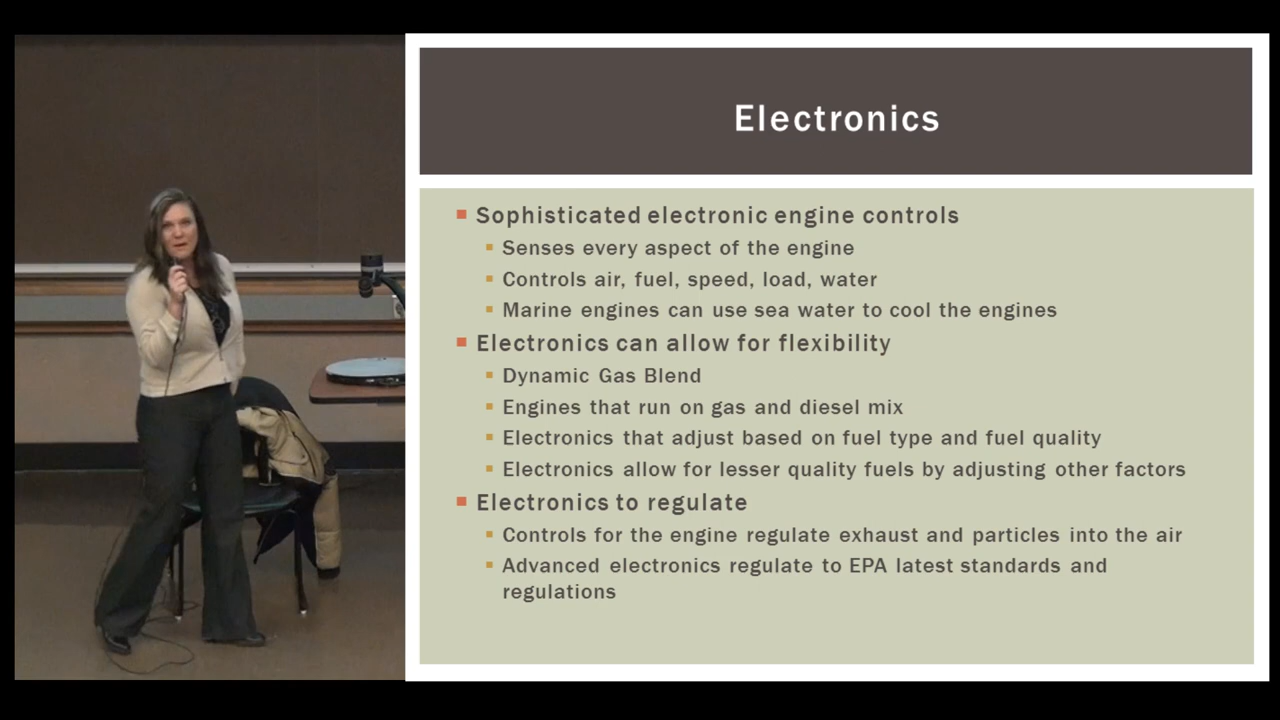 Electronics
Sophisticated electronic engine controls
Senses every aspect of the engine
Controls air, fuel, speed, load, water
Marine engines can use sea water to cool the engines
Electronics can allow for flexibility
Dynamic Gas Blend
Engines that run on gas and diesel mix
Electronics that adjust based on fuel type and fuel quality
Electronics allow for lesser quality fuels by adjusting other factors
Electronics to regulate
Controls for the engine regulate exhaust and particles into the air
Advanced electronics regulate to EPA latest standards and
regulations